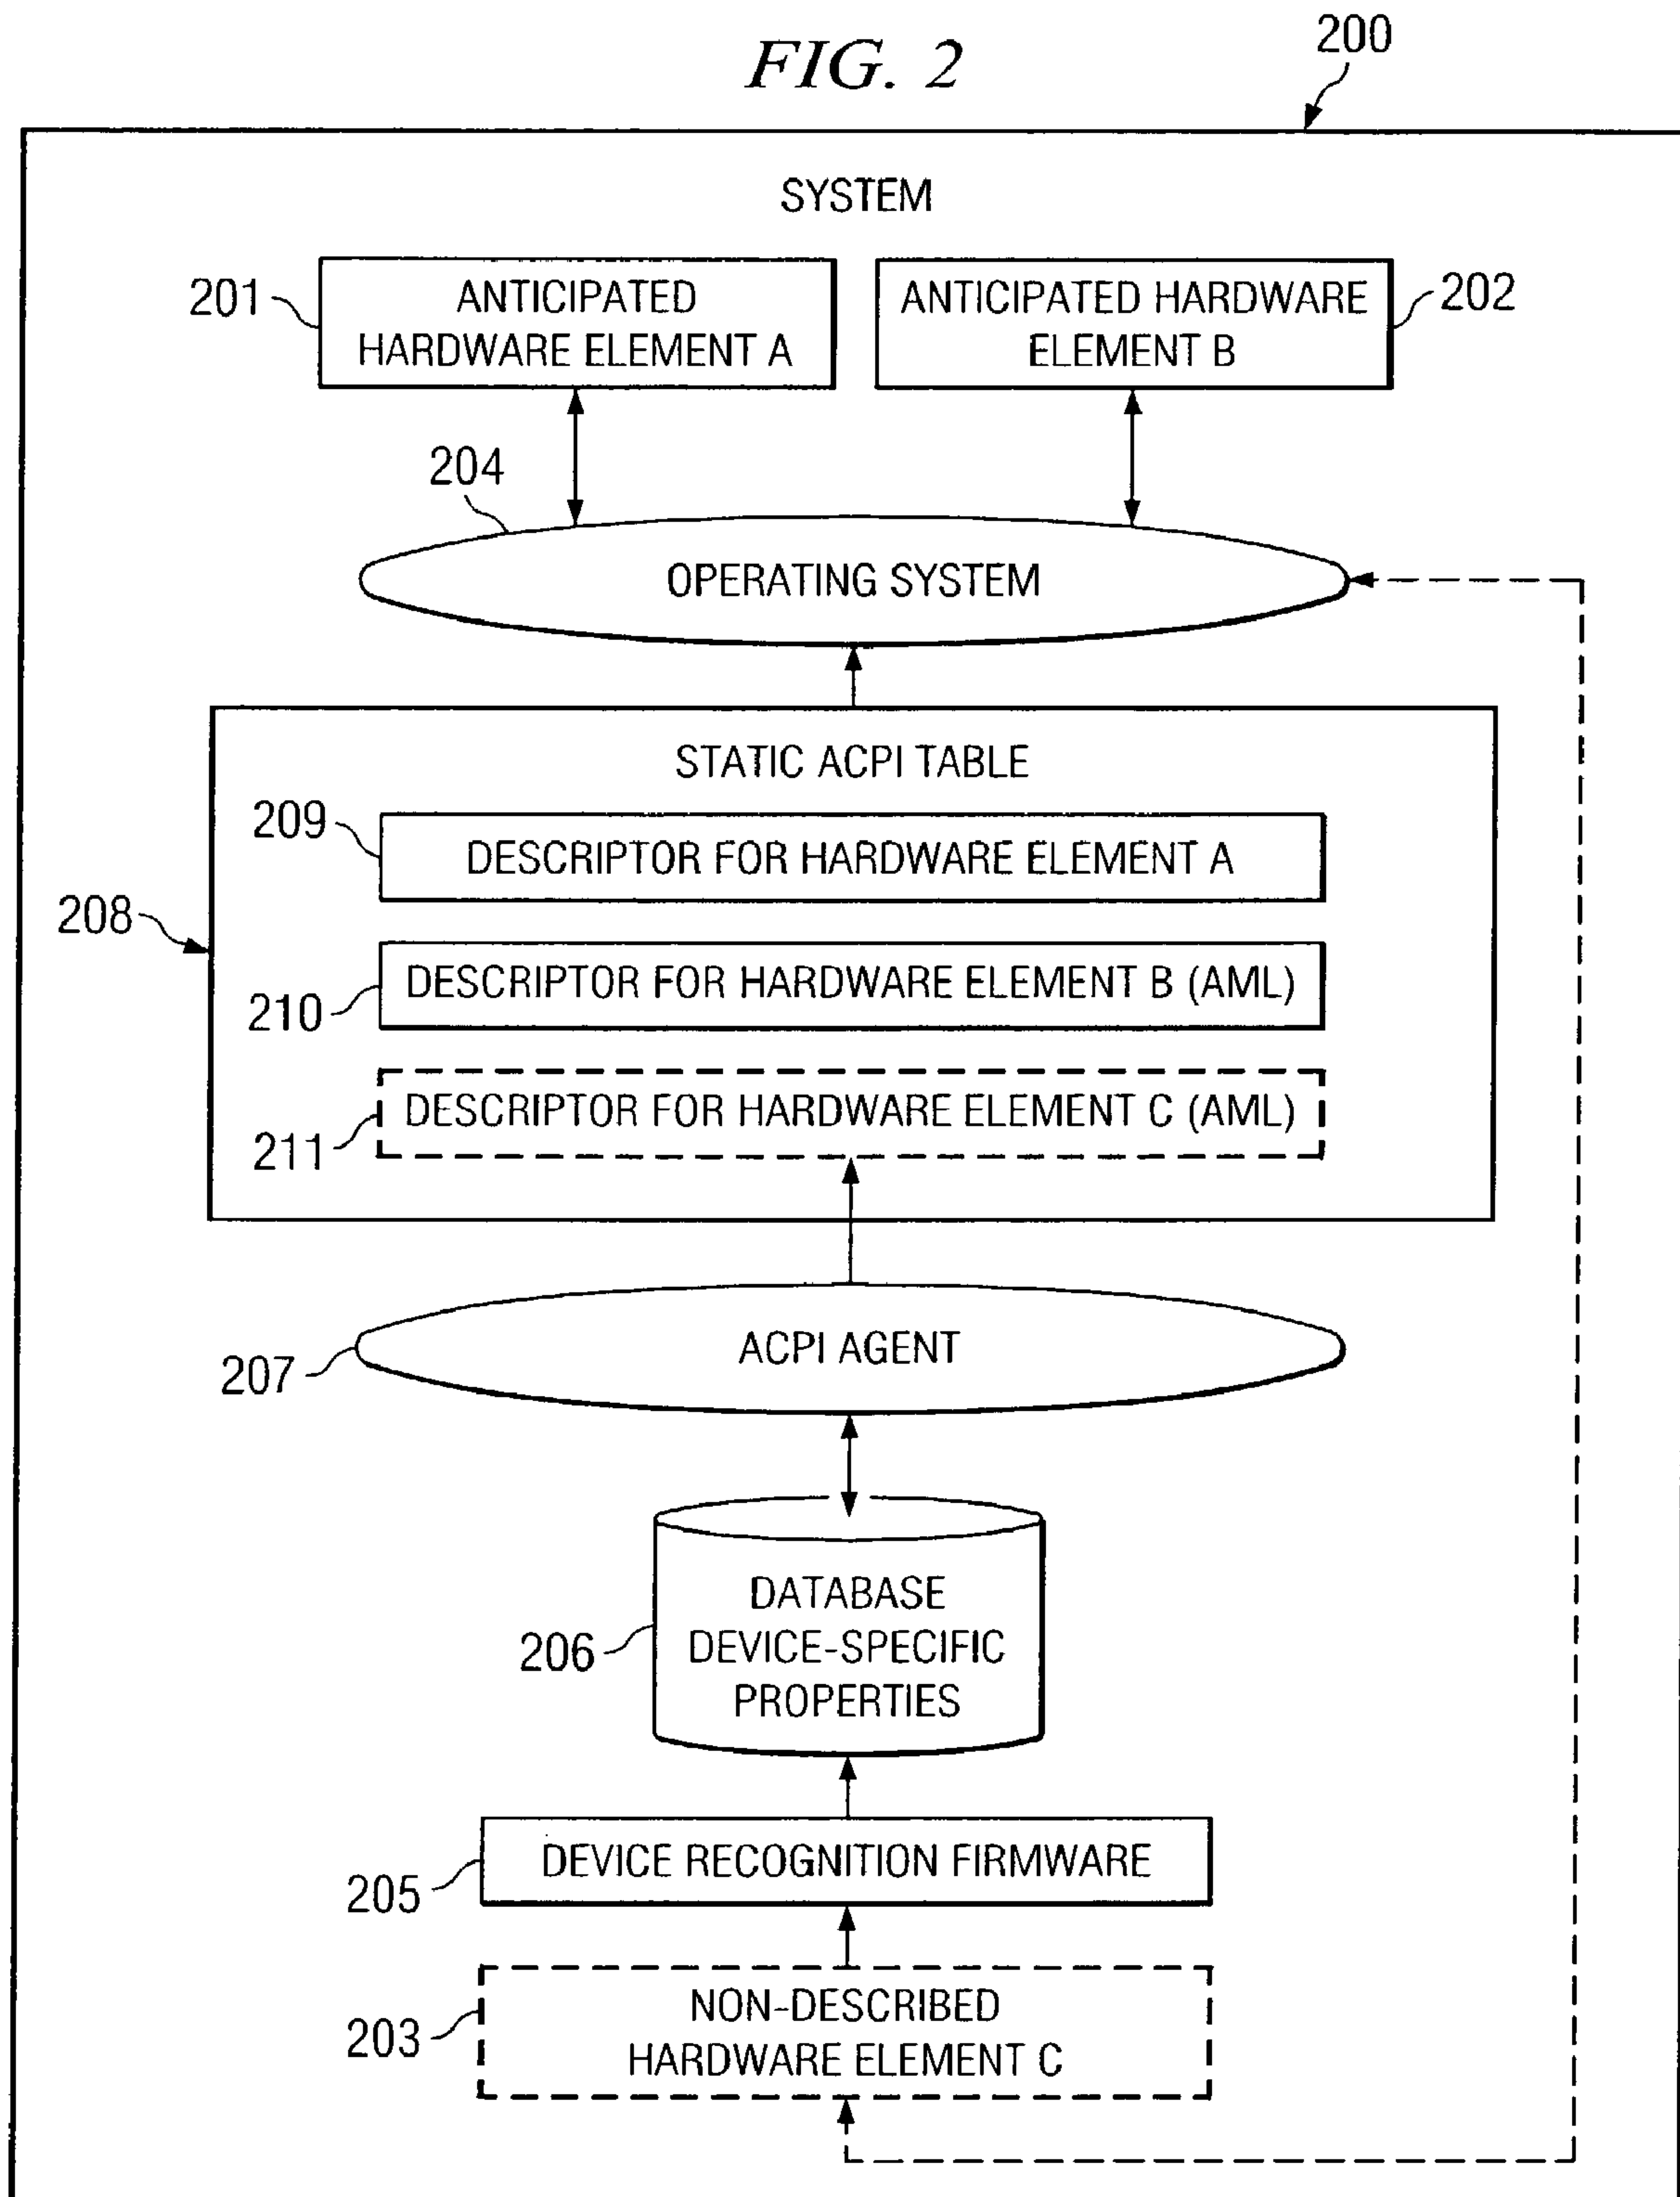 FIG. 2
200
SYSTEM
201
ANTICIPATED
HARDWARE ELEMENT A
ANTICIPATED HARDWARE
ELEMENT B
202
204
OPERATING SYSTEM
STATIC ACPI TABLE
209
DESCRIPTOR FOR HARDWARE ELEMENT A
208
DESCRIPTOR FOR HARDWARE ELEMENT B (AML)
210
DESCRIPTOR FOR HARDWARE ELEMENT C (AML)
211
ACPI AGENT
207
DATABASE
DEVICE-SPECIFIC
PROPERTIES
206
DEVICE RECOGNITION FIRMWARE
205
NON-DESCRIBED
HARDWARE ELEMENT C
203